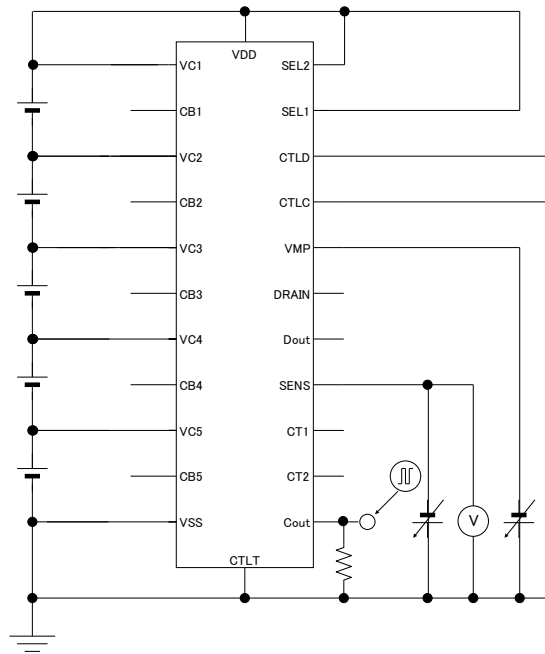 VDD
VC1
SEL2
CB1
SEL1
VC2
CTLD
CB2
CTLC
VC3
VMP
CB3
DRAIN
VC4
Dout
CB4
SENS
VC5
CT1
CB5
CT2
VSS
Cout
V
CTLT